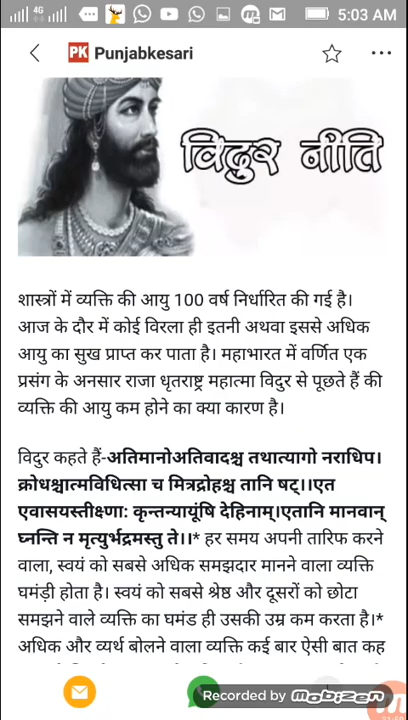 4G
5:03 AM
PK Punjabkesari
विदुर नीति
शास्त्रों में व्यक्ति की आयु 100 वर्ष निर्धारित की गई है।
आज के दौर में कोई विरला ही इतनी अथवा इससे अधिक
आयु का सुख प्राप्त कर पाता है। महाभारत में वर्णित एक
प्रसंग के अनसार राजा धृतराष्ट्र महात्मा विदुर से पूछते हैं की
व्यक्ति की आयु कम होने का क्या कारण है।
विदुर कहते हैं-अतिमानोअतिवादश्च तथात्यागो नराधिप।
क्रोधश्चात्मविधित्सा च मित्रद्रोहश्च तानि षट्।।एत
एवासयस्तीक्ष्णा: कृन्तन्यायूंषि देहिनाम्।एतानि मानवान्
घ्नन्ति न मृत्युर्भद्रमस्तु ते।।* हर समय अपनी तारिफ करने
वाला, स्वयं को सबसे अधिक समझदार मानने वाला व्यक्ति
घमंड़ी होता है। स्वयं को सबसे श्रेष्ठ और दूसरों को छोटा
समझने वाले व्यक्ति का घमंड ही उसकी उम्र कम करता है।*
अधिक और व्यर्थ बोलने वाला व्यक्ति कई बार ऐसी बात कह
Recorded by mobizen